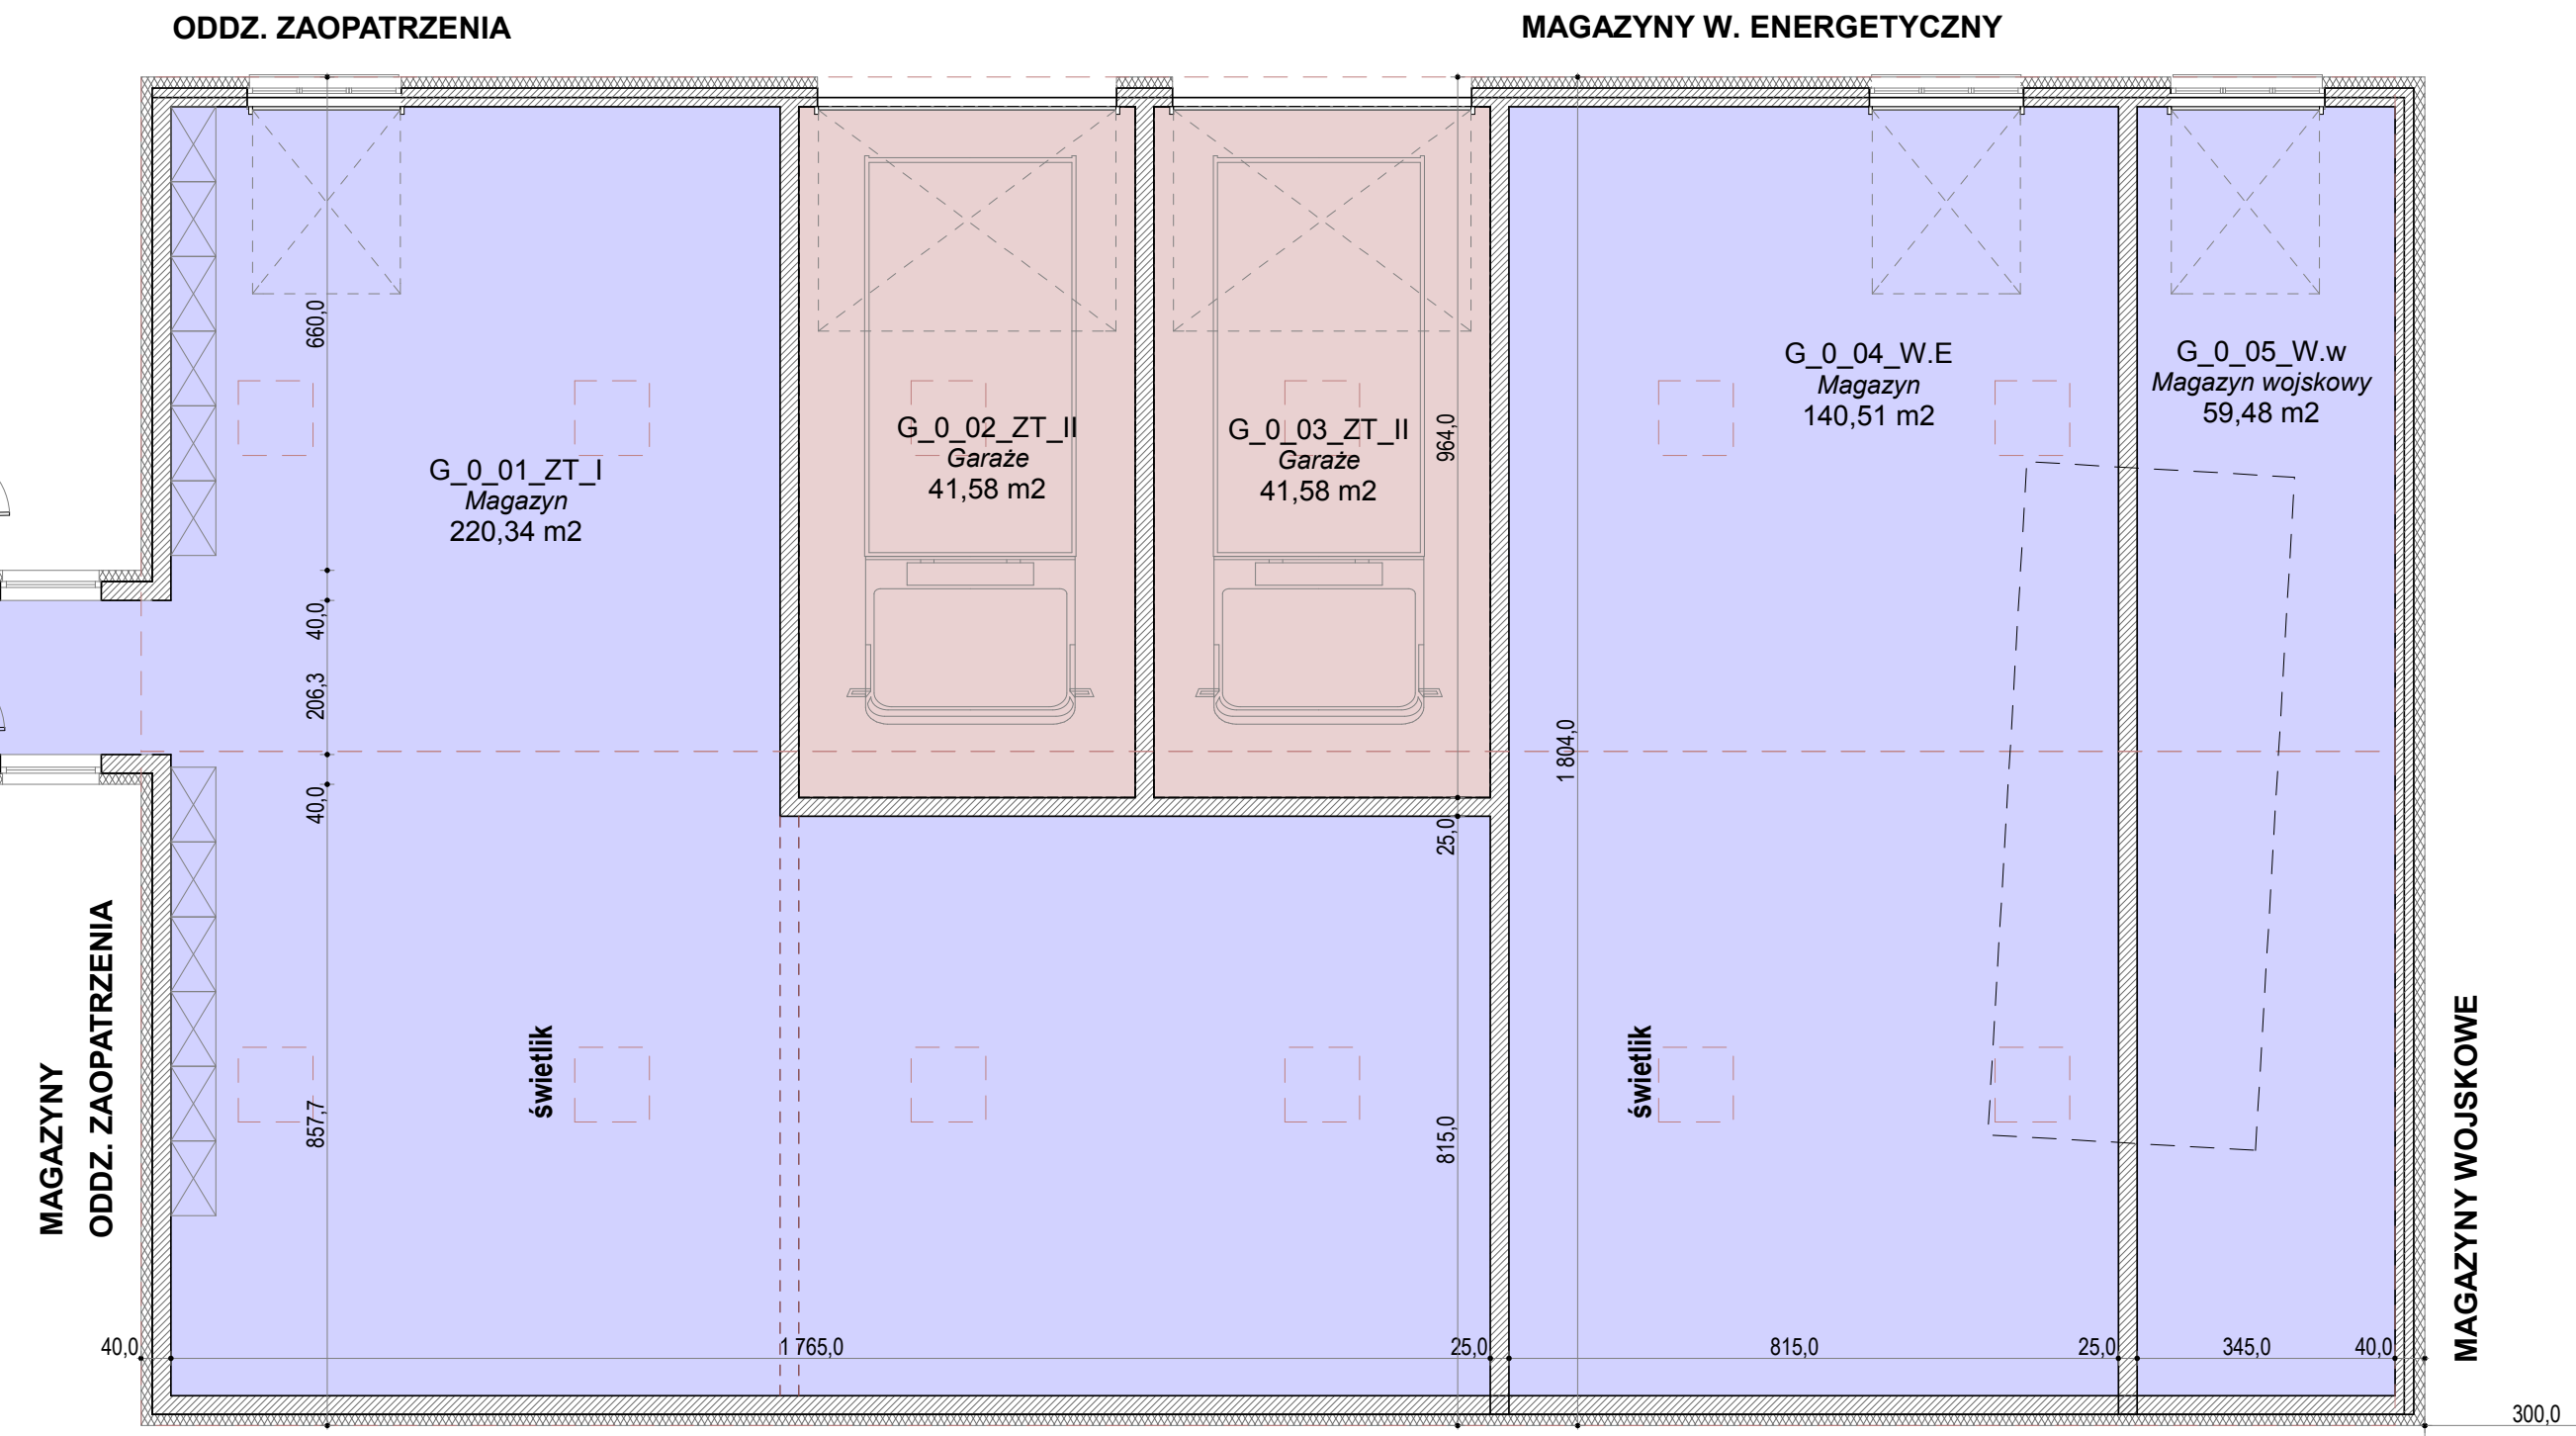 ODDZ. ZAOPATRZENIA
MAGAZYNY W. ENERGETYCZNY
660,0
G_0_01_ZT_I
Magazyn
220,34 m2
G_0_02_ZT_II
Garaże
41,58 m2
G_0_03_ZT_II
Garaże
41,58 m2
964,0
G_0_04_W.E
Magazyn
140,51 m2
G_0_05_W.w
Magazyn wojskowy
59,48 m2
40,0
206,3
40,0
1 804,0
25,0
MAGAZYNY
ODDZ. ZAOPATRZENIA
857,7
świetlik
815,0
świetlik
MAGAZYNY WOJSKOWE
40,0
1 765,0
25,0
815,0
25,0
345,0
40,0
300,0